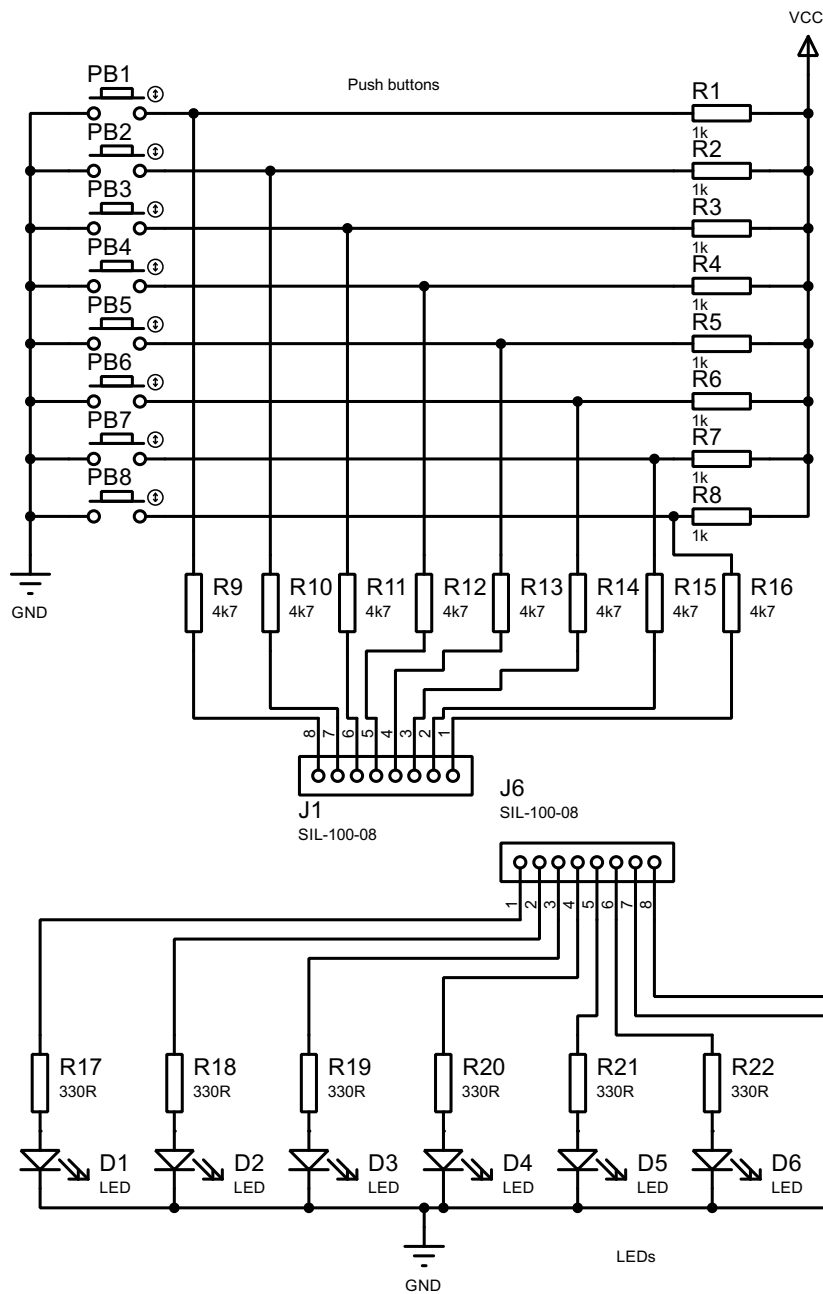 VCC
PB1
Push buttons
R1
1k
PB2
R2
1k
PB3
R3
1k
PB4
R4
1k
PB5
R5
1k
PB6
R6
1k
PB7
R7
1k
PB8
R8
1k
GND
R9
4k7
R10
4k7
R11
4k7
R12
4k7
R13
4k7
R14
4k7
R15
4k7
R16
4k7
8 7 6 5 4 3 2 1
J1
SIL-100-08
J6
SIL-100-08
1 2 3 4 5 6 7 8
R17
330R
R18
330R
R19
330R
R20
330R
R21
330R
R22
330R
D1
LED
D2
LED
D3
LED
D4
LED
D5
LED
D6
LED
GND
LEDs